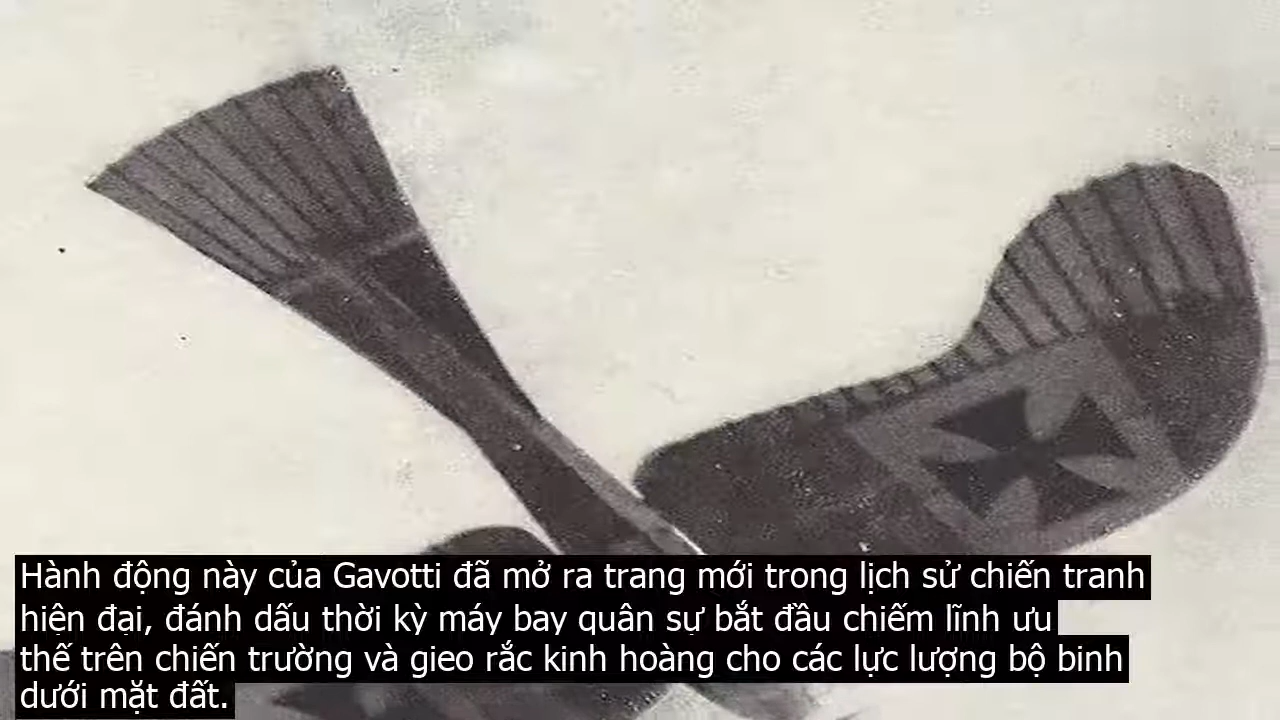 Hành động này của Gavotti đã mở ra trang mới trong lịch sử chiến tranh
hiện đại, đánh dấu thời kỳ máy bay quân sự bắt đầu chiếm lĩnh ưu
thế trên chiến trường và gieo rắc kinh hoàng cho các lực lượng bộ binh
dưới mặt đất.